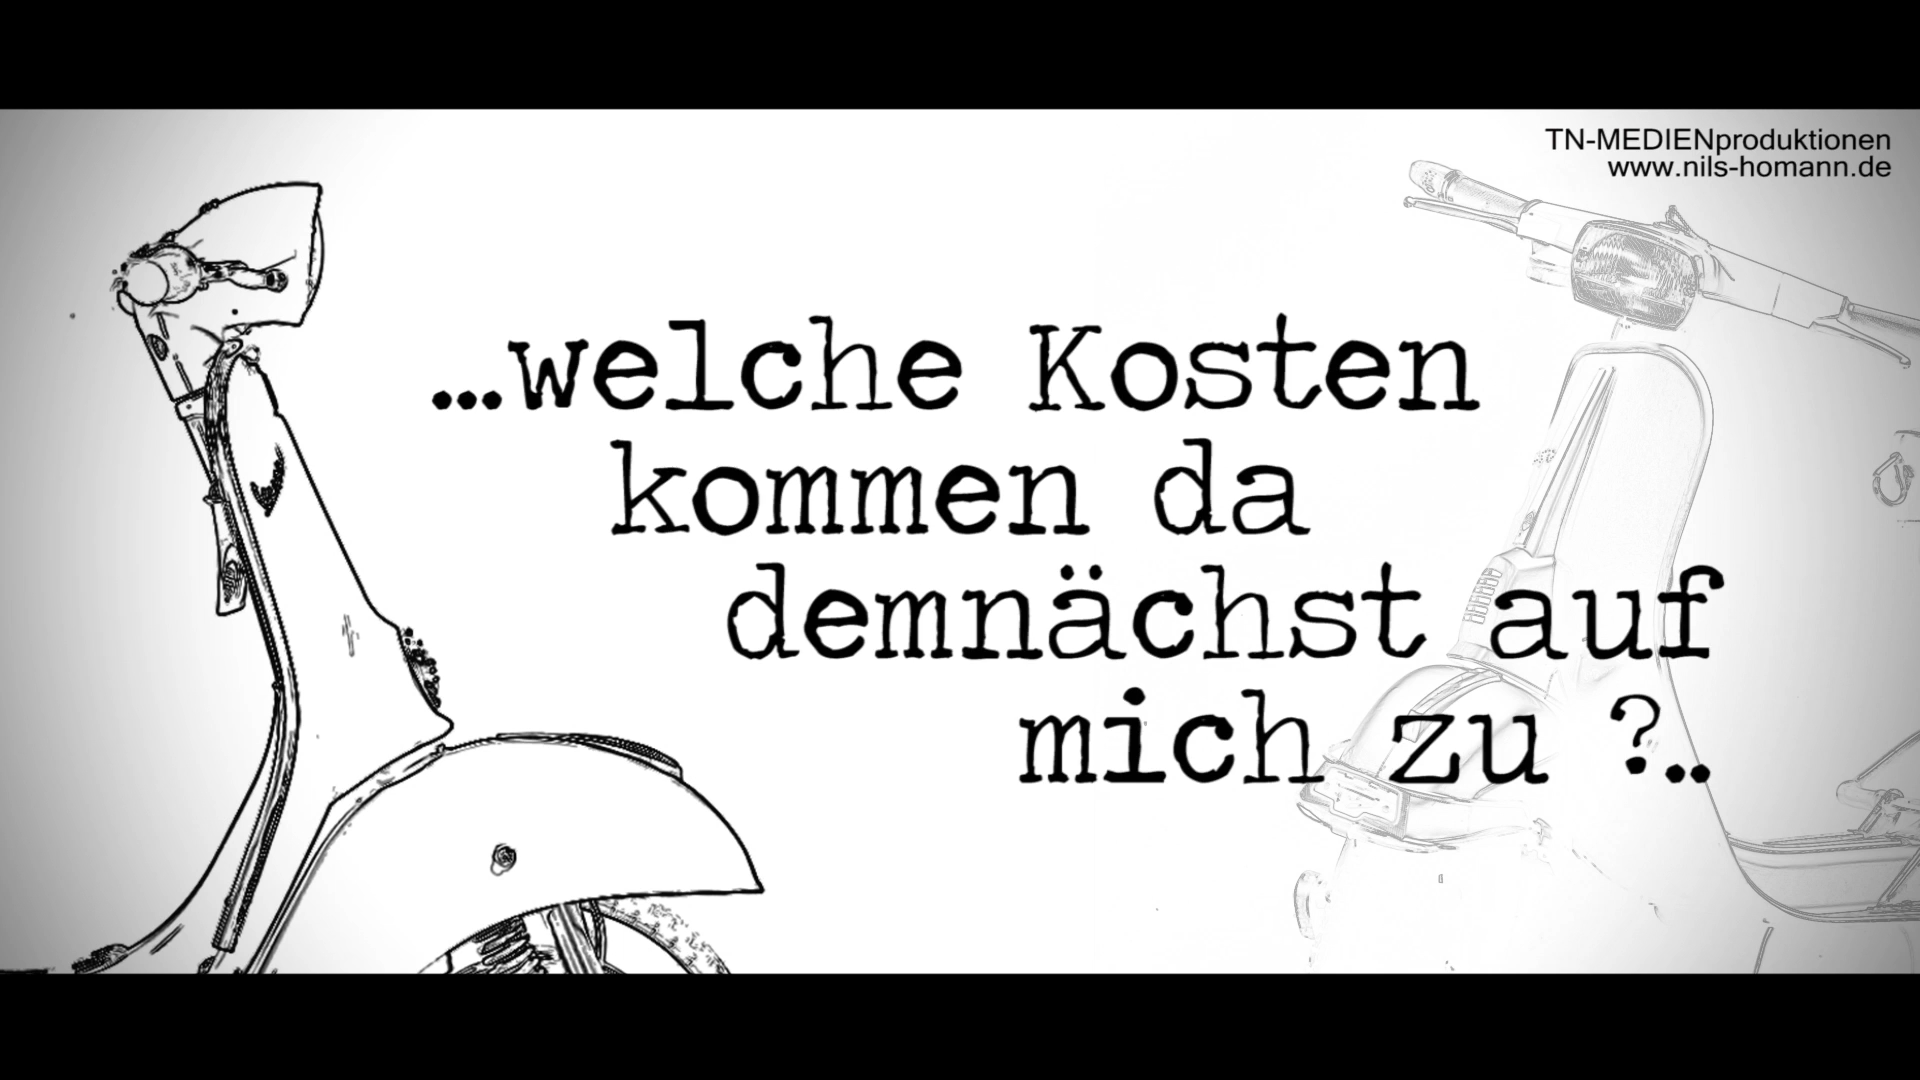 TN-MEDIENproduktionen
www.nils-homann.de
...welche Kosten
kommen da
demnächst auf
mich zu ?..